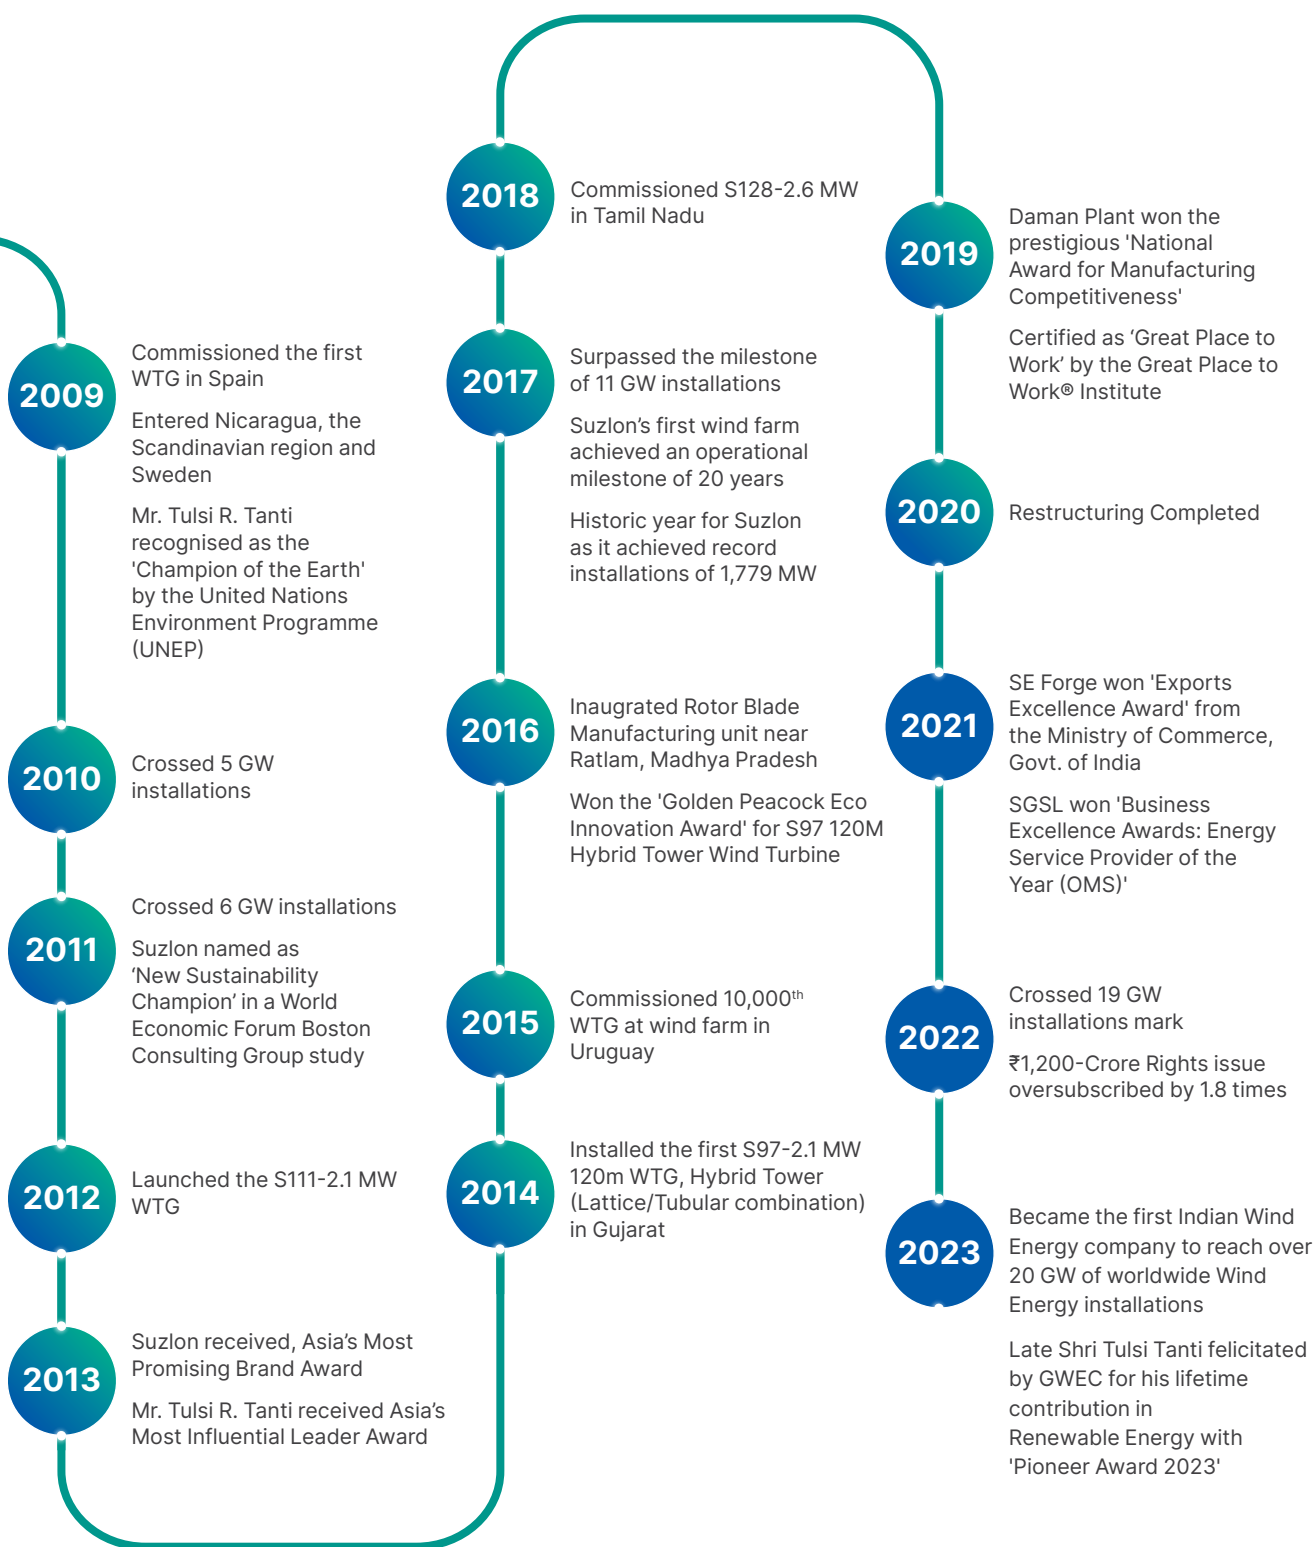 2009
Commissioned the first
WTG in Spain
Entered Nicaragua, the
Scandinavian region and
Sweden
Mr. Tulsi R. Tanti
recognised as the
'Champion of the Earth'
by the United Nations
Environment Programme
(UNEP)
2010
Crossed 5 GW
installations
2011
Crossed 6 GW installations
Suzlon named as
‘New Sustainability
Champion’ in a World
Economic Forum Boston
Consulting Group study
2012
Launched the S111-2.1 MW
WTG
2013
Suzlon received, Asia’s Most
Promising Brand Award
Mr. Tulsi R. Tanti received Asia’s
Most Influential Leader Award
2014
Installed the first S97-2.1 MW
120m WTG, Hybrid Tower
(Lattice/Tubular combination)
in Gujarat
2015
Commissioned 10,000th
WTG at wind farm in
Uruguay
2016
Inaugrated Rotor Blade
Manufacturing unit near
Ratlam, Madhya Pradesh
Won the 'Golden Peacock Eco
Innovation Award' for S97 120M
Hybrid Tower Wind Turbine
2017
Surpassed the milestone
of 11 GW installations
Suzlon’s first wind farm
achieved an operational
milestone of 20 years
Historic year for Suzlon
as it achieved record
installations of 1,779 MW
2018
Commissioned S128-2.6 MW
in Tamil Nadu
2019
Daman Plant won the
prestigious 'National
Award for Manufacturing
Competitiveness'
Certified as ‘Great Place to
Work’ by the Great Place to
Work® Institute
2020
Restructuring Completed
2021
SE Forge won 'Exports
Excellence Award' from
the Ministry of Commerce,
Govt. of India
SGSL won 'Business
Excellence Awards: Energy
Service Provider of the
Year (OMS)'
2022
Crossed 19 GW
installations mark
₹1,200-Crore Rights issue
oversubscribed by 1.8 times
2023
Became the first Indian Wind
Energy company to reach over
20 GW of worldwide Wind
Energy installations
Late Shri Tulsi Tanti felicitated
by GWEC for his lifetime
contribution in
Renewable Energy with
'Pioneer Award 2023'